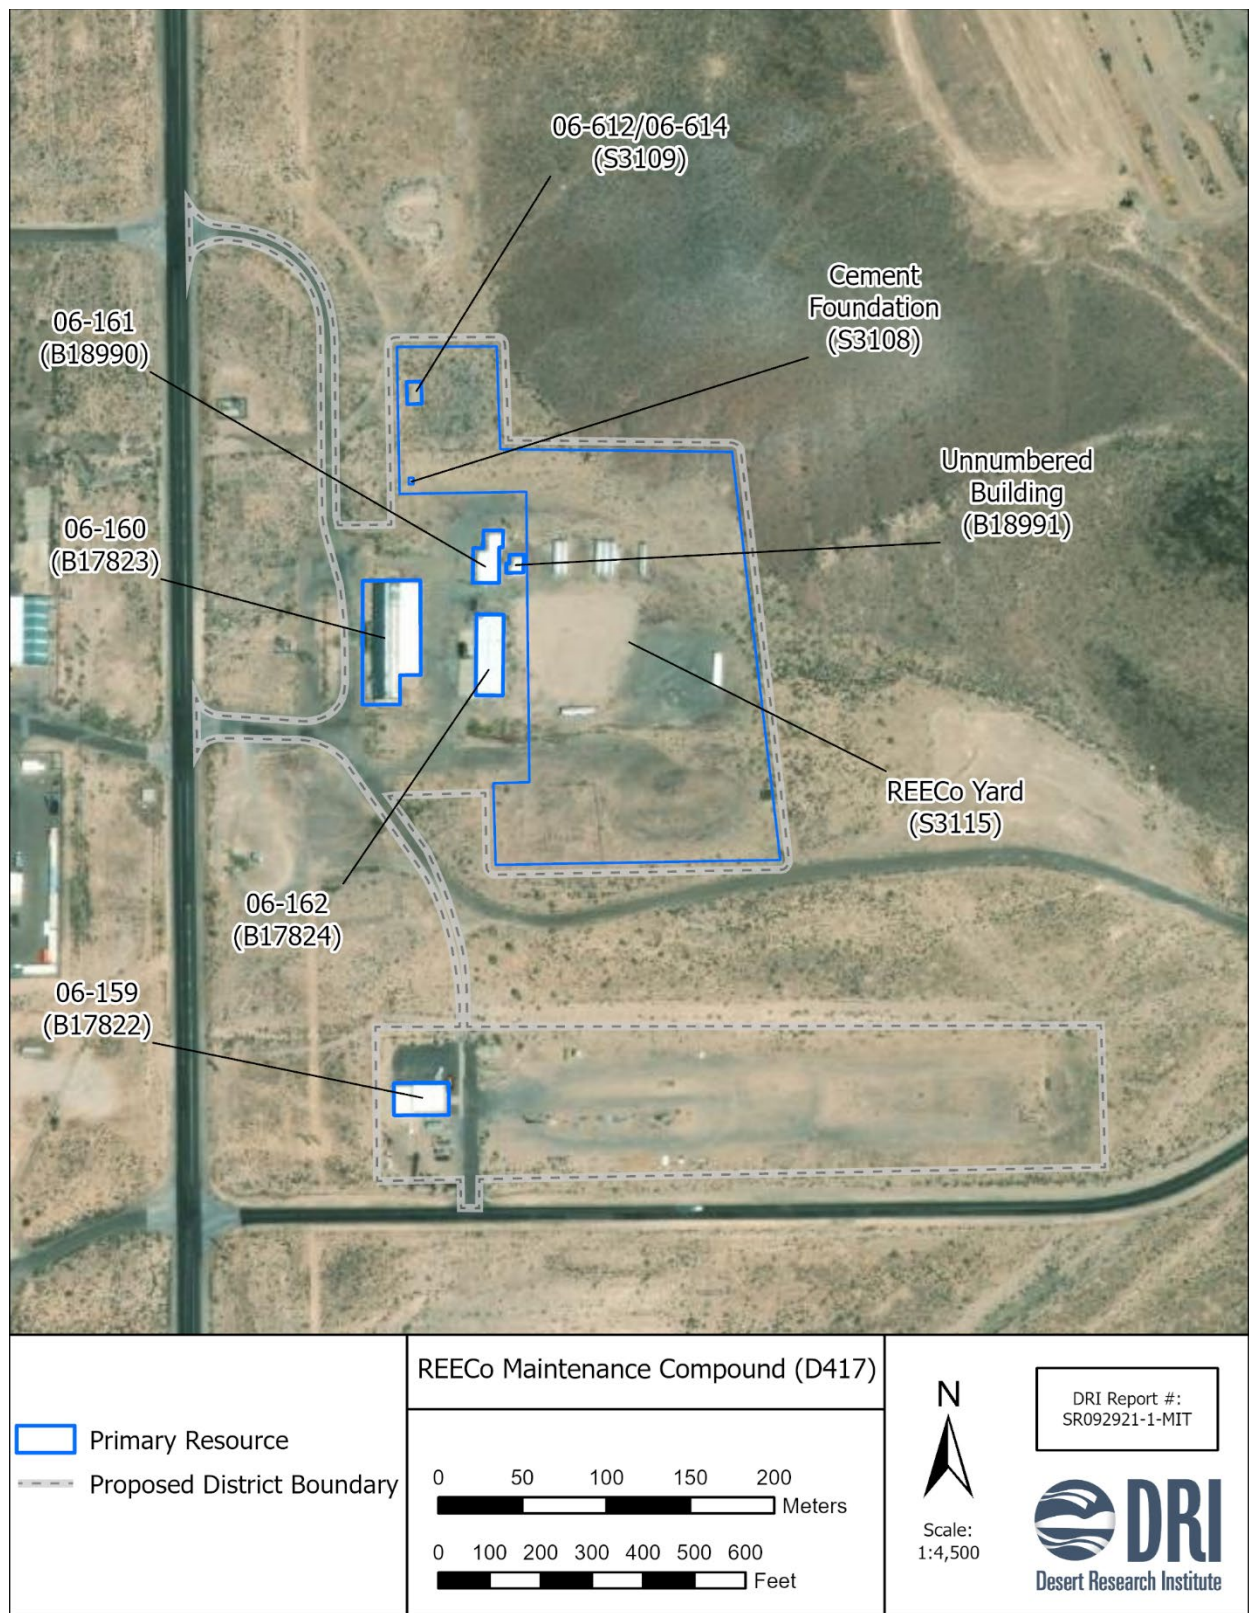 06-612/06-614
(S3109)
Cement
Foundation
(S3108)
06-161
(B18990)
Unnumbered
Building
(B18991)
06-160
(B17823)
REECo Yard
(S3115)
06-162
(B17824)
06-159
(B17822)
Primary Resource
Proposed District Boundary
REECo Maintenance Compound (D417)
0 50 100 150 200
Meters
0 100 200 300 400 500 600
Feet
N
Scale:
1:4,500
DRI Report #:
SR092921-1-MIT
DRI
Desert Research Institute